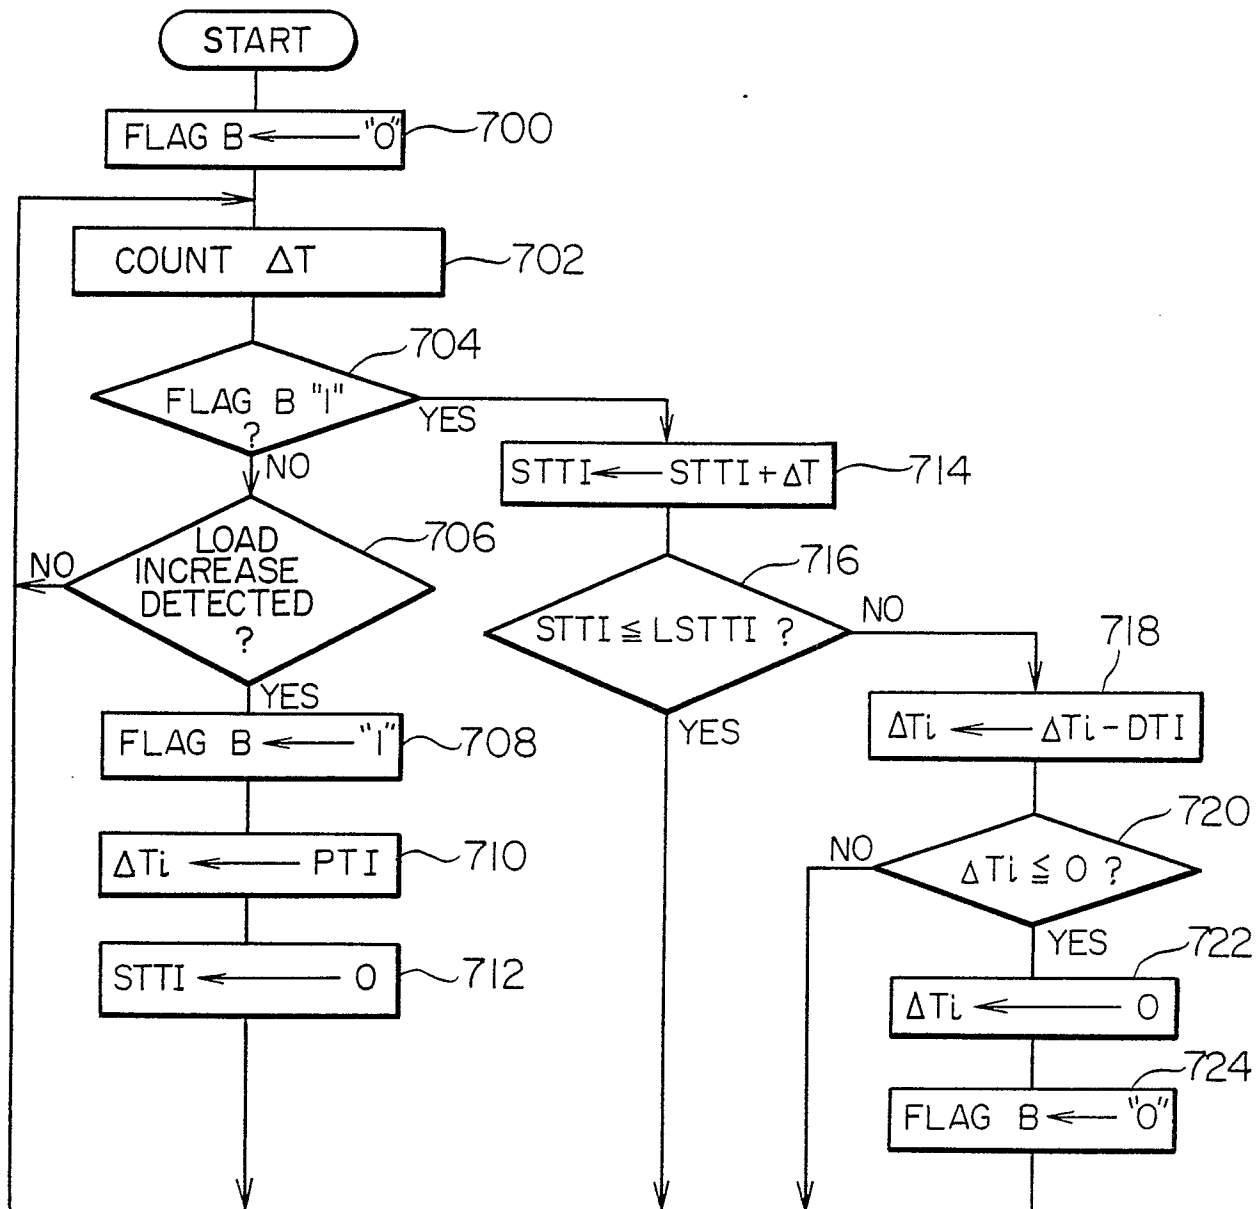 START
FLAG B ← "0"
700
COUNT ΔT
702
704
FLAG B "1"
?
YES
NO
STTI ← STTI + ΔT
714
LOAD
INCREASE
DETECTED
?
706
NO
YES
716
STTI ≦ LSTTI ?
NO
YES
718
ΔTi ← ΔTi - DTI
FLAG B ← "1"
708
720
ΔTi ≦ 0 ?
NO
YES
ΔTi ← PTI
710
722
ΔTi ← 0
STTI ← 0
712
724
FLAG B ← "0"